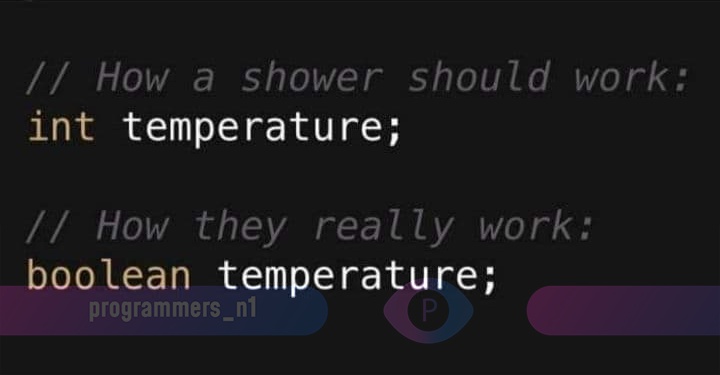 // How a shower should work:
int temperature;
// How they really work:
boolean temperature;
programmers_n1
P